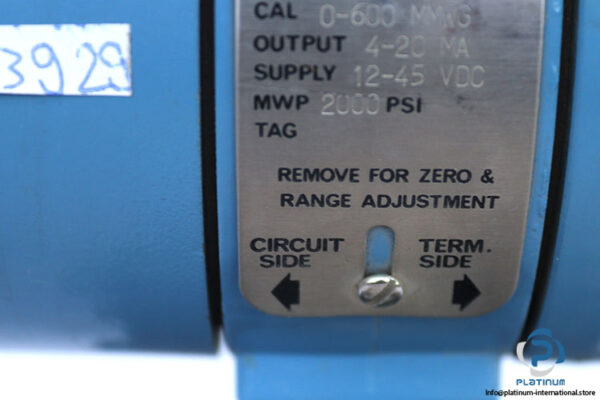 3929
CAL 0-600 MMWG
OUTPUT 4-20 MA
SUPPLY 12-45 VDC
MWP 2000 PSI
TAG
REMOVE FOR ZERO &
RANGE ADJUSTMENT
CIRCUIT
SIDE
TERM.
SIDE
PLATINUM
info@platinum-international.store